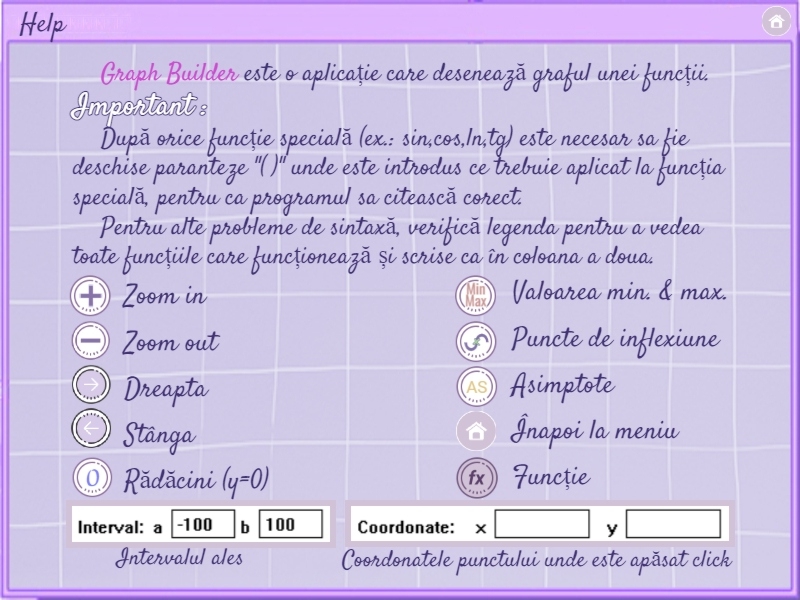 Help
Graph Builder este o aplicație care desenează graful unei funcții.
Important :
După orice funcție specială (ex.: sin,cos,ln,tg) este necesar sa fie
deschise paranteze "( )" unde este introdus ce trebuie aplicat la funcția
specială, pentru ca programul sa citească corect.
Pentru alte probleme de sintaxă, verifică legenda pentru a vedea
toate funcțiile care funcționează și scrise ca în coloana a doua.
Zoom in
Min
Max
Valoarea min. & max.
Zoom out
Puncte de inflexiune
Dreapta
AS Asimptote
Stânga
Înapoi la meniu
0 Rădăcini (y=0)
fx Funcție
Interval: a -100 b 100
Coordonate: x y
Intervalul ales
Coordonatele punctului unde este apăsat click